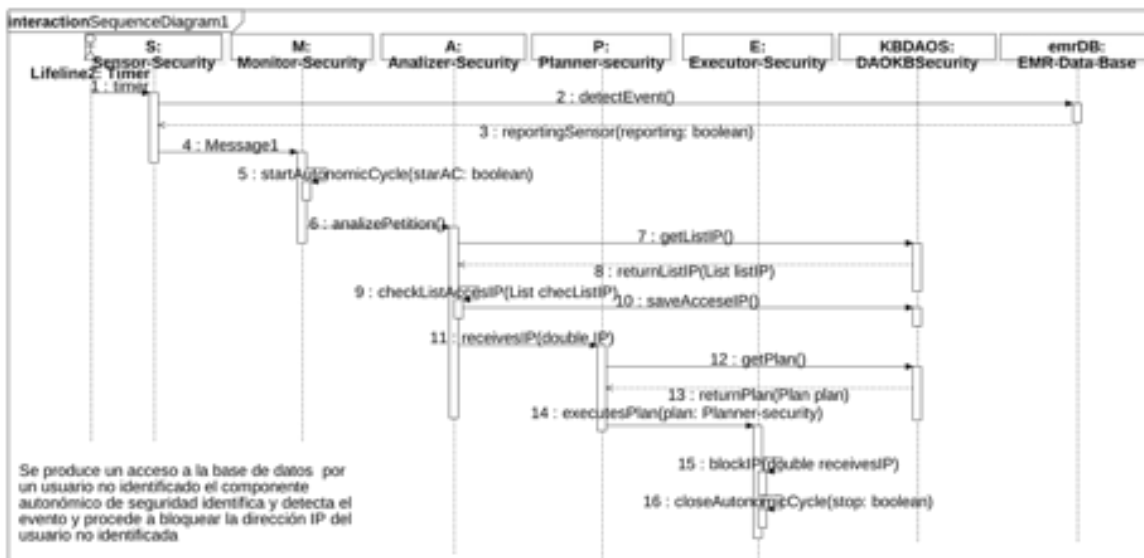 interactionSequenceDiagram1
S:
Sensor-Security
M:
Monitor-Security
A:
Analizer-Security
P:
Planner-security
E:
Executor-Security
KBDAOS:
DAOKBSecurity
emrDB:
EMR-Data-Base
Lifeline2: Timer
1 : timer
2 : detectEvent()
3 : reportingSensor(reporting: boolean)
4 : Message1
5 : startAutonomicCycle(starAC: boolean)
6 : analizePetition()
7 : getListIP()
8 : returnListIP(List listIP)
9 : checkListAccesIP(List checListIP)
10 : saveAcceseIP()
11 : receivesIP(double IP)
12 : getPlan()
13 : returnPlan(Plan plan)
14 : executesPlan(plan: Planner-security)
15 : blockIP(double receivesIP)
16 : closeAutonomicCycle(stop: boolean)
Se produce un acceso a la base de datos por
un usuario no identificado el componente
autonómico de seguridad identifica y detecta el
evento y procede a bloquear la dirección IP del
usuario no identificada